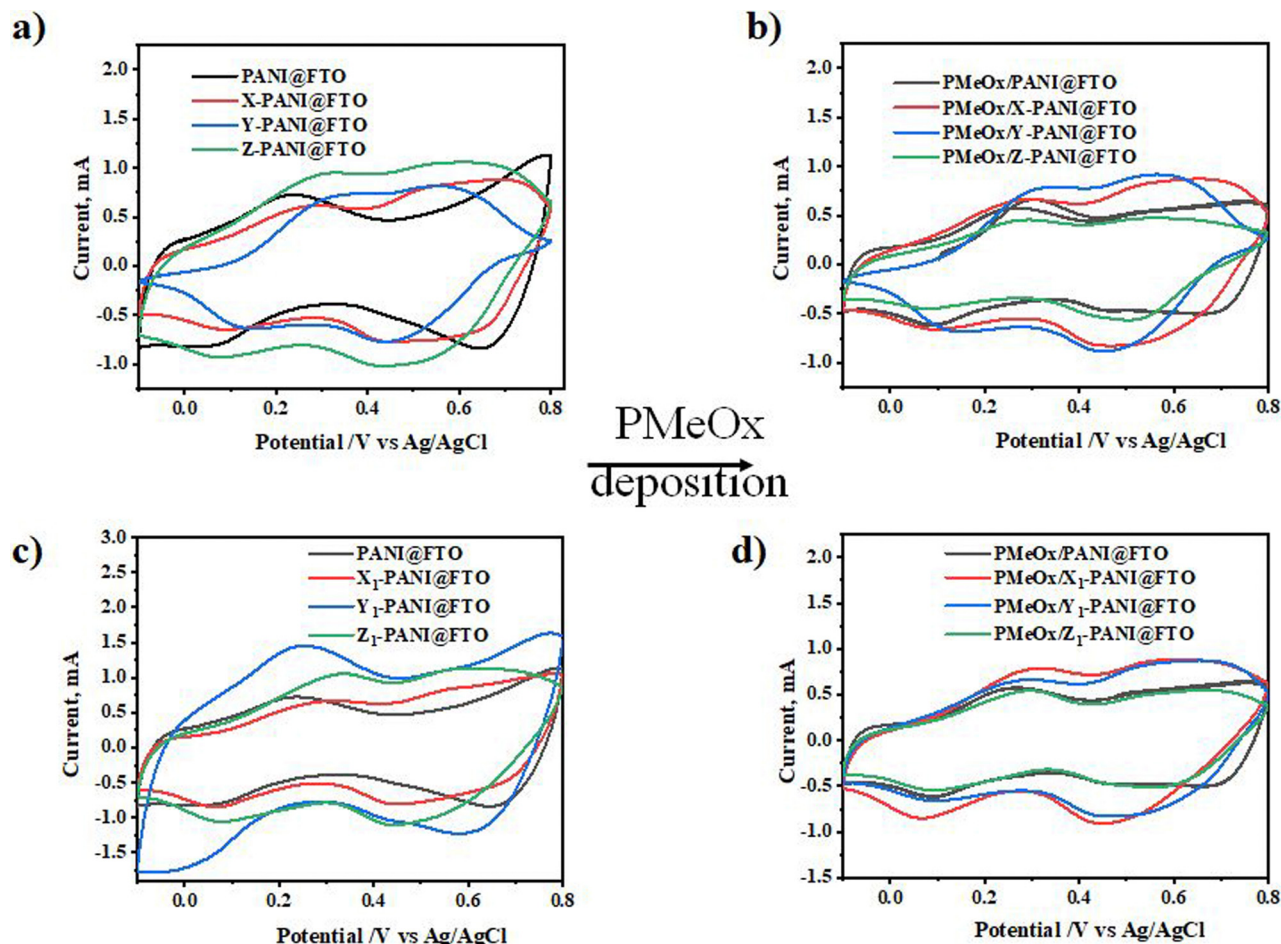 a)
PANI@FTO
X-PANI@FTO
Y-PANI@FTO
Z-PANI@FTO
2.0
1.5
1.0
0.5
0.0
-0.5
-1.0
Current, mA
0.0 0.2 0.4 0.6 0.8
Potential /V vs Ag/AgCl
b)
PMeOx/PANI@FTO
PMeOx/X-PANI@FTO
PMeOx/Y-PANI@FTO
PMeOx/Z-PANI@FTO
2.0
1.5
1.0
0.5
0.0
-0.5
-1.0
Current, mA
0.0 0.2 0.4 0.6 0.8
Potential /V vs Ag/AgCl
PMeOx
deposition
c)
PANI@FTO
X₁-PANI@FTO
Y₁-PANI@FTO
Z₁-PANI@FTO
3.0
2.5
2.0
1.5
1.0
0.5
0.0
-0.5
-1.0
-1.5
Current, mA
0.0 0.2 0.4 0.6 0.8
Potential /V vs Ag/AgCl
d)
PMeOx/PANI@FTO
PMeOx/X₁-PANI@FTO
PMeOx/Y₁-PANI@FTO
PMeOx/Z₁-PANI@FTO
2.0
1.5
1.0
0.5
0.0
-0.5
-1.0
-1.5
Current, mA
0.0 0.2 0.4 0.6 0.8
Potential /V vs Ag/AgCl